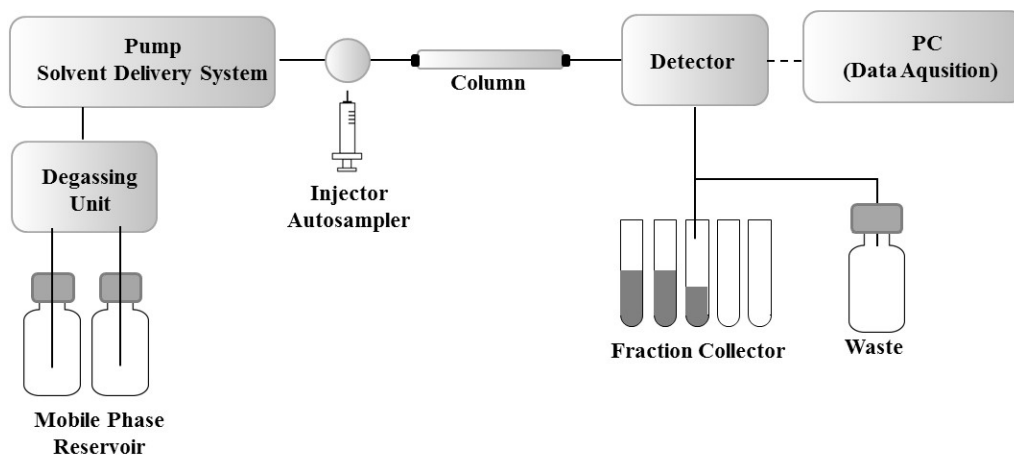 Pump
Solvent Delivery System
Column
Detector
PC
(Data Aqusition)
Degassing
Unit
Injector
Autosampler
Fraction Collector
Waste
Mobile Phase
Reservoir